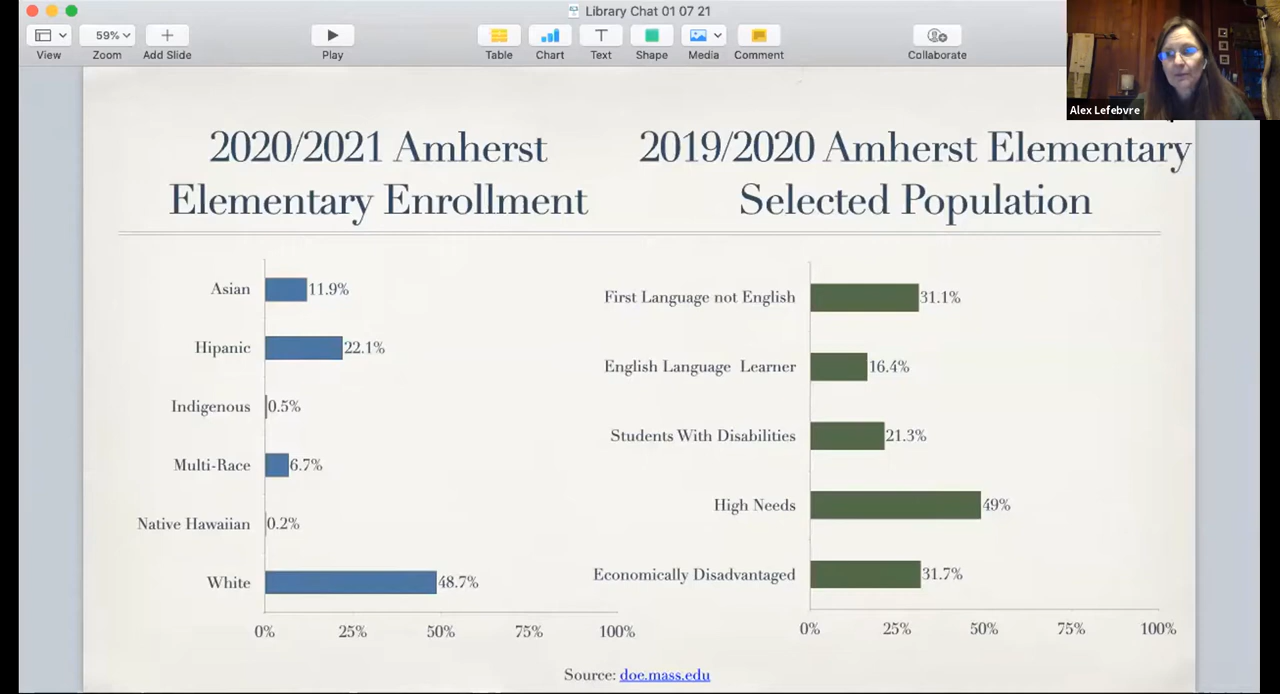 Library Chat 01 07 21
59%
View
Zoom
Add Slide
Play
Table
Chart
Text
Shape
Media
Comment
Collaborate
Alex Lefebvre
2020/2021 Amherst
Elementary Enrollment
Asian 11.9%
Hipanic 22.1%
Indigenous 0.5%
Multi-Race 6.7%
Native Hawaiian 0.2%
White 48.7%
0% 25% 50% 75% 100%
2019/2020 Amherst Elementary
Selected Population
First Language not English 31.1%
English Language Learner 16.4%
Students With Disabilities 21.3%
High Needs 49%
Economically Disadvantaged 31.7%
0% 25% 50% 75% 100%
Source: doe.mass.edu